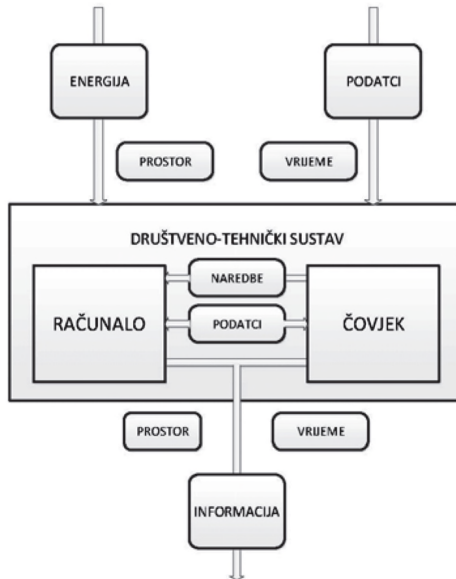 ENERGIJA
PODATCI
PROSTOR
VRIJEME
DRUŠTVENO-TEHNIČKI SUSTAV
NAREDBE
RAČUNALO
PODATCI
ČOVJEK
PROSTOR
VRIJEME
INFORMACIJA